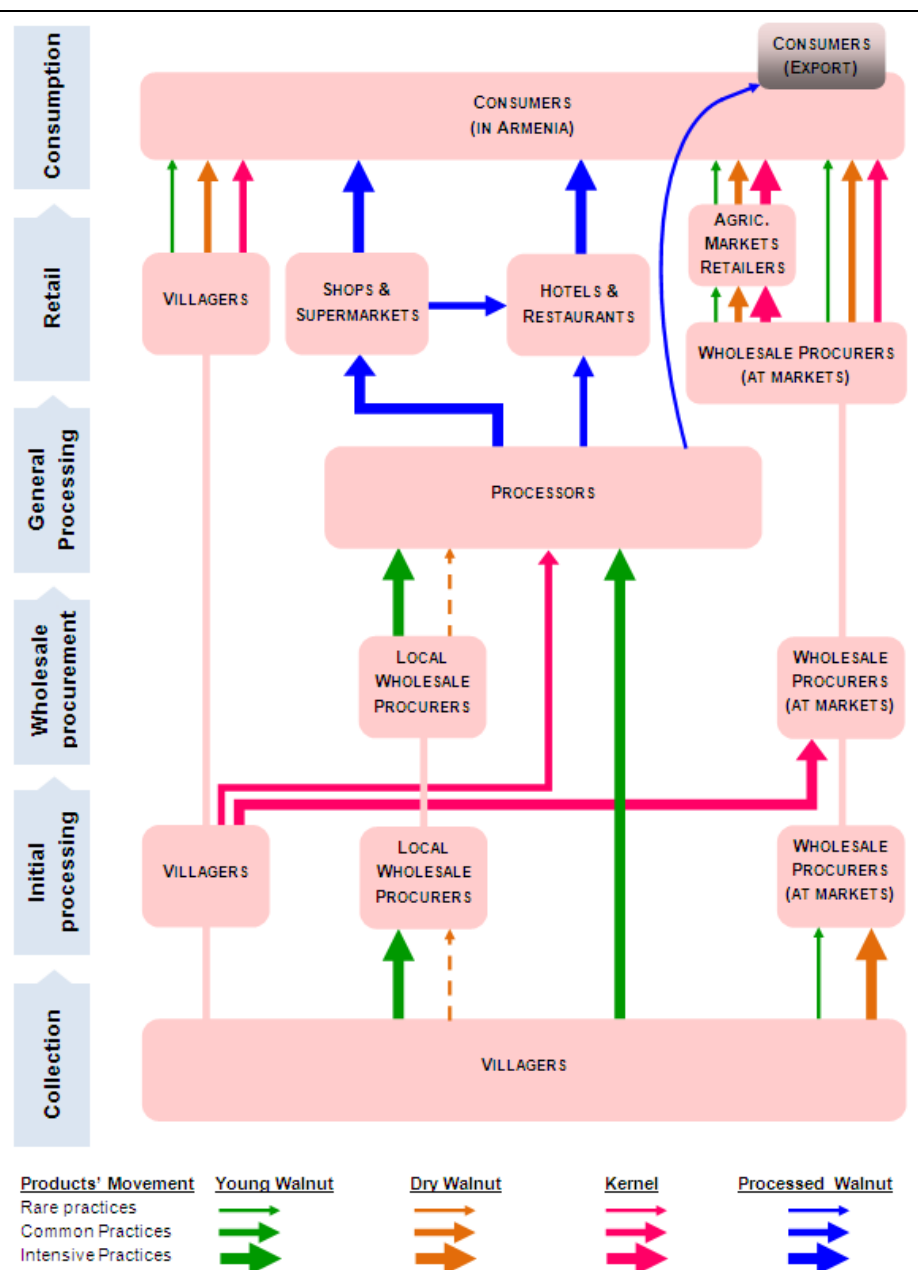 Consumption
CONSUMERS
(EXPORT)
CONSUMERS
(IN ARMENIA)
Retail
VILLAGERS
SHOPS &
SUPERMARKETS
HOTELS &
RESTAURANTS
AGRIC.
MARKETS
RETAILERS
WHOLESALE PROCURERS
(AT MARKETS)
General
Processing
PROCESSORS
Wholesale
procurement
LOCAL
WHOLESALE
PROCURERS
WHOLESALE
PROCURERS
(AT MARKETS)
Initial
processing
VILLAGERS
LOCAL
WHOLESALE
PROCURERS
WHOLESALE
PROCURERS
(AT MARKETS)
Collection
VILLAGERS
Products' Movement Young Walnut Dry Walnut Kernel Processed Walnut
Rare practices
Common Practices
Intensive Practices